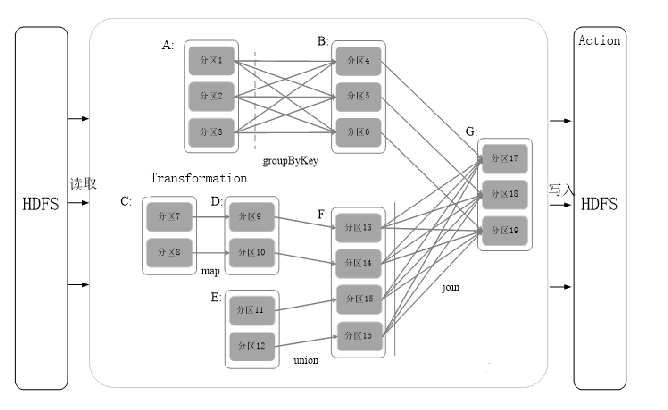 Action
A:
分区1
分区2
分区3
B:
分区4
分区5
分区6
groupByKey
G:
分区17
分区18
分区19
Transformation
HDFS
读取
写入
HDFS
C:
分区7
分区8
map
D:
分区9
分区10
E:
分区11
分区12
union
F:
分区13
分区14
分区15
分区16
join